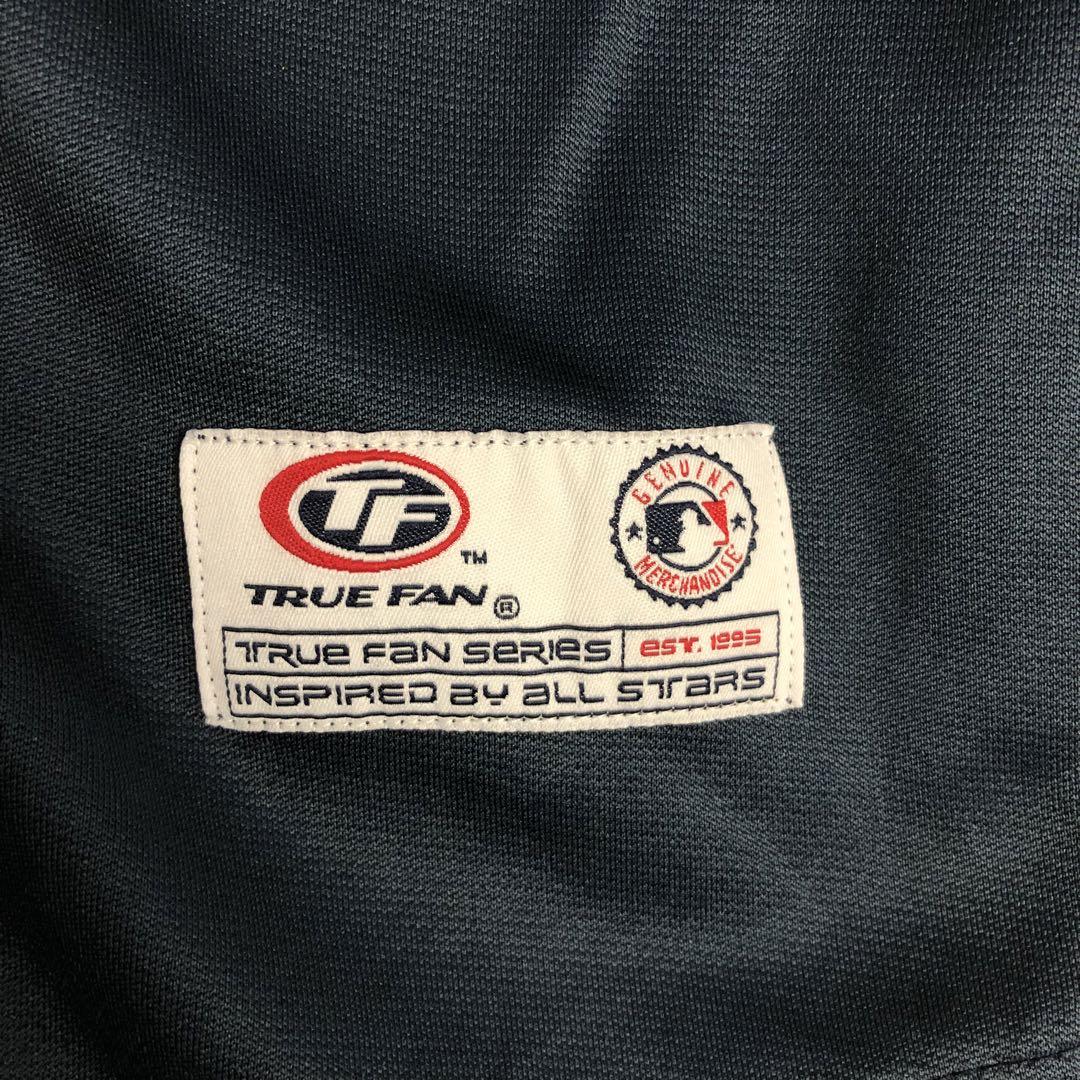 TF
TM
TRUE FAN ®
GENUINE
MERCHANDISE
TRUE FAN SERIES
EST. 1995
INSPIRED BY ALL STARS